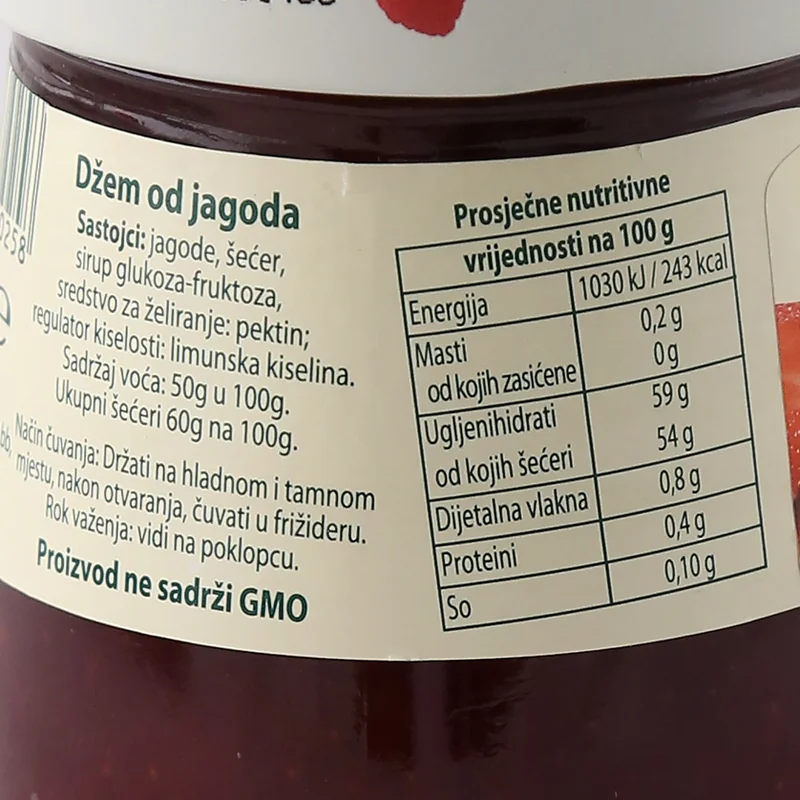 0258
Džem od jagoda
Sastojci: jagode, šećer,
sirup glukoza-fruktoza,
sredstvo za želiranje: pektin;
regulator kiselosti: limunska kiselina.
Sadržaj voća: 50g u 100g.
Ukupni šećeri 60g na 100g.
bb,
Način čuvanja: Držati na hladnom i tamnom
mjestu, nakon otvaranja, čuvati u frižideru.
Rok važenja: vidi na poklopcu.
Proizvod ne sadrži GMO
Prosječne nutritivne
vrijednosti na 100 g
Energija 1030 kJ / 243 kcal
Masti 0,2 g
od kojih zasićene 0 g
Ugljenihidrati 59 g
od kojih šećeri 54 g
Dijetalna vlakna 0,8 g
Proteini 0,4 g
So 0,10 g